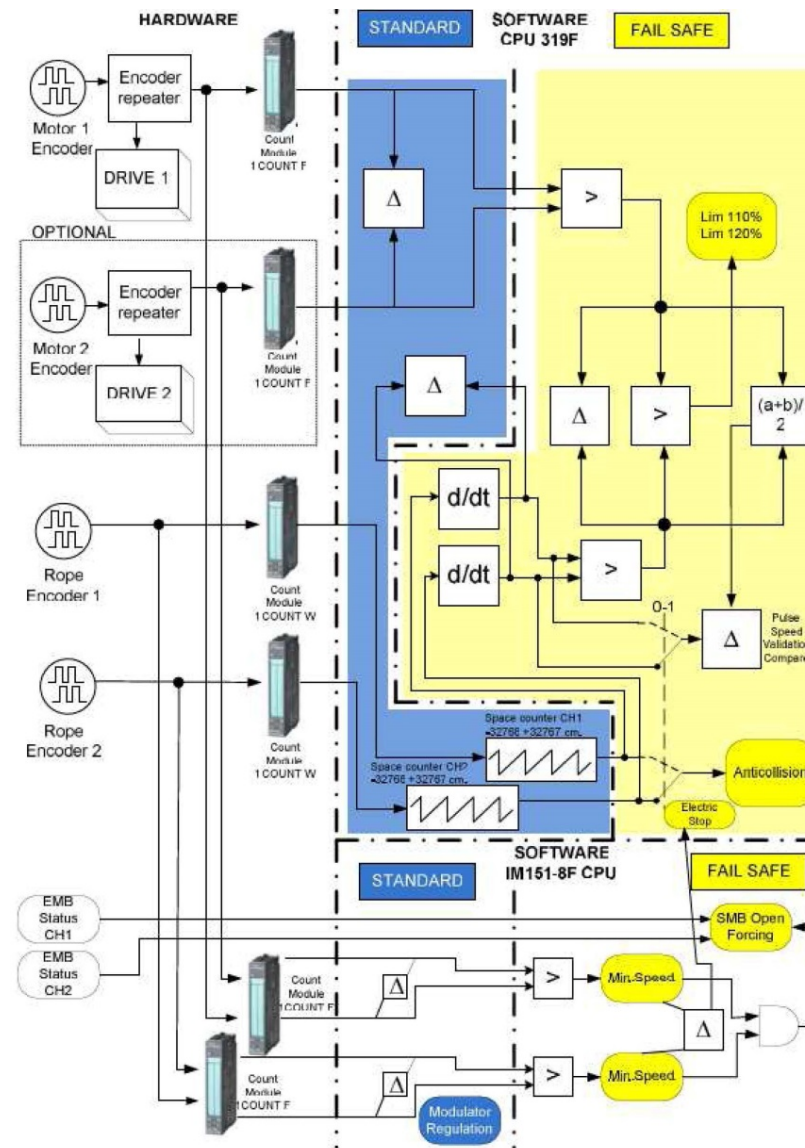 HARDWARE
STANDARD
SOFTWARE
CPU 319F
FAIL SAFE
Motor 1
Encoder
Encoder
repeater
DRIVE 1
Count
Module
1 COUNT F
Δ
>
Lim 110%
Lim 120%
OPTIONAL
Motor 2
Encoder
Encoder
repeater
DRIVE 2
Count
Module
1 COUNT F
Δ
Δ
>
(a+b)/
2
d/dt
d/dt
>
0-1
Δ
Pulse
Speed
Validation
Compare
Rope
Encoder 1
Count
Module
1 COUNT W
Rope
Encoder 2
Count
Module
1 COUNT W
Space counter CH1
-32768 +32767 cm.
Space counter CH2
-32768 +32767 cm.
Anticollision
Electric
Stop
SOFTWARE
IM151-8F CPU
STANDARD
FAIL SAFE
EMB
Status
CH1
EMB
Status
CH2
SMB Open
Forcing
Count
Module
1 COUNT F
Δ
>
Min.Speed
Δ
Count
Module
1 COUNT F
Δ
>
Min.Speed
Modulator
Regulation